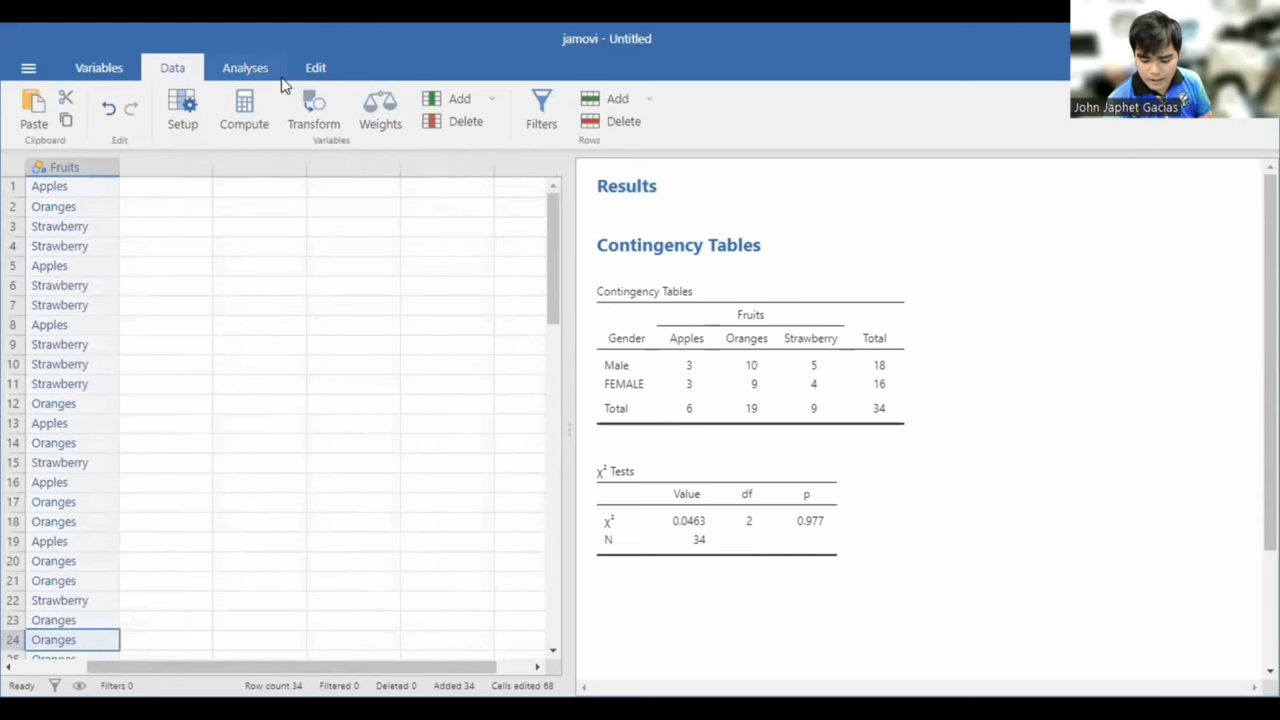 jamovi - Untitled
Variables Data Analyses Edit
John Japhet Gacias
Paste Setup Compute Transform Weights Add Delete Filters Add Delete
Clipboard Edit Variables Rows
Fruits
1 Apples
2 Oranges
3 Strawberry
4 Strawberry
5 Apples
6 Strawberry
7 Strawberry
8 Apples
9 Strawberry
10 Strawberry
11 Strawberry
12 Oranges
13 Apples
14 Oranges
15 Strawberry
16 Apples
17 Oranges
18 Oranges
19 Apples
20 Oranges
21 Oranges
22 Strawberry
23 Oranges
24 Oranges
25 Oranges
Ready Filters 0 Row count 34 Filtered 0 Deleted 0 Added 34 Cells edited 68
Results
Contingency Tables
Contingency Tables
Fruits
Gender Apples Oranges Strawberry Total
Male 3 10 5 18
FEMALE 3 9 4 16
Total 6 19 9 34
χ² Tests
Value df p
χ² 0.0463 2 0.977
N 34